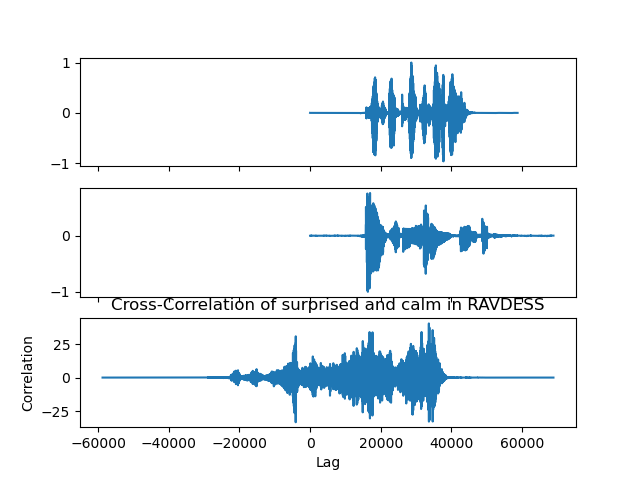 1
0
−1
0
−1
Cross-Correlation of surprised and calm in RAVDESS
Correlation
25
0
−25
−60000 −40000 −20000 0 20000 40000 60000
Lag